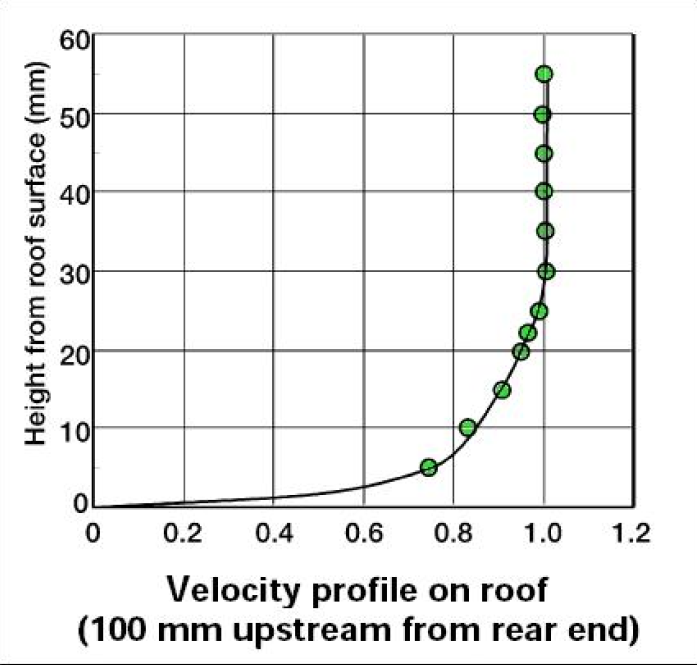 60
50
40
30
20
10
0
Height from roof surface (mm)
0 0.2 0.4 0.6 0.8 1.0 1.2
Velocity profile on roof
(100 mm upstream from rear end)